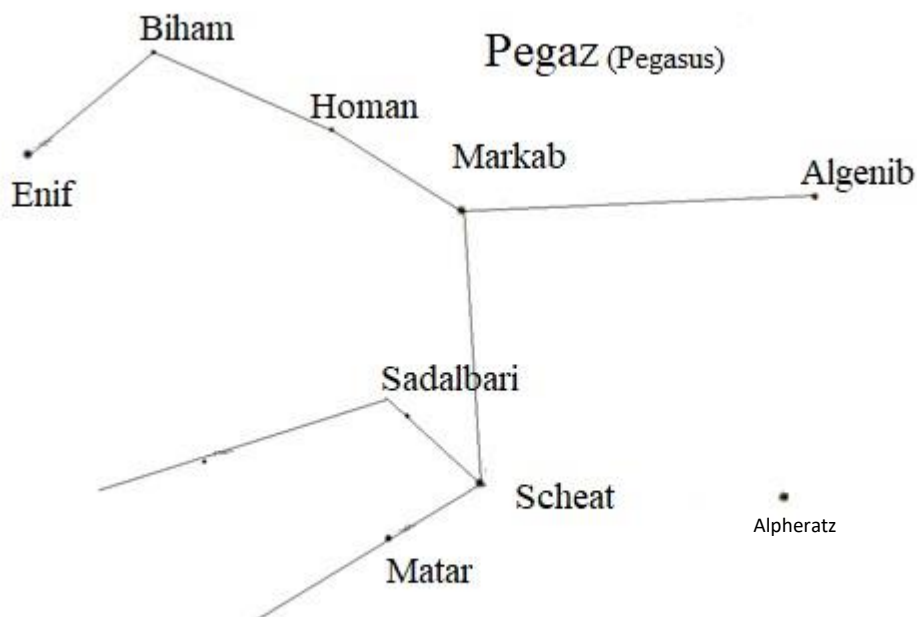 Biham
Pegaz (Pegasus)
Homan
Markab
Algenib
Enif
Sadalbari
Scheat
Alpheratz
Matar